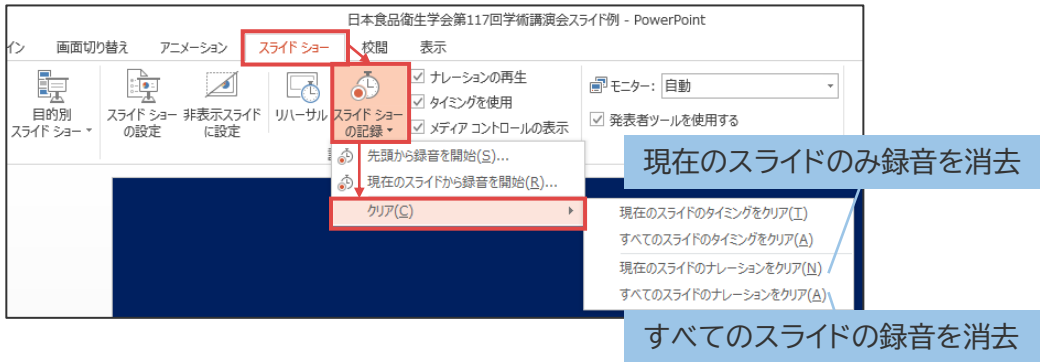 日本食品衛生学会第117回学術講演会スライド例 - PowerPoint
イン 画面切り替え アニメーション スライド ショー 校閲 表示
目的別
スライド ショー
スライド ショー
の設定
非表示スライド
に設定
リハーサル
スライド ショー
の記録
ナレーションの再生
タイミングを使用
メディア コントロールの表示
モニター: 自動
発表者ツールを使用する
先頭から録音を開始(S)...
現在のスライドから録音を開始(R)...
クリア(C)
現在のスライドのみ録音を消去
現在のスライドのタイミングをクリア(T)
すべてのスライドのタイミングをクリア(A)
現在のスライドのナレーションをクリア(N)
すべてのスライドのナレーションをクリア(A)
すべてのスライドの録音を消去